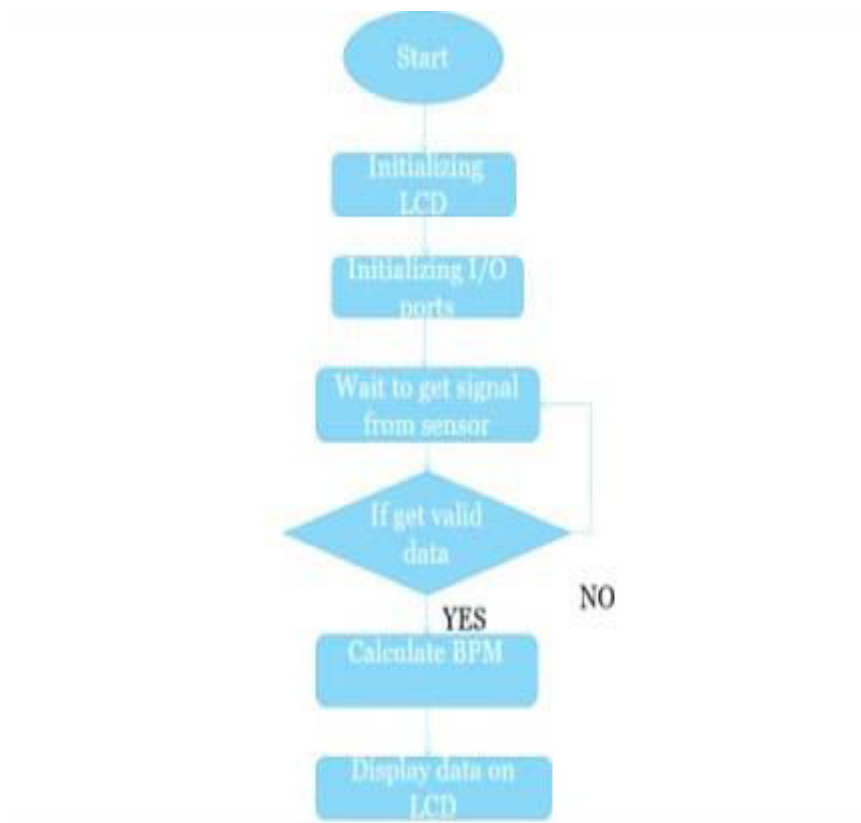 Start
Initializing
LCD
Initializing I/O
ports
Wait to get signal
from sensor
If get valid
data
NO
YES
Calculate BPM
Display data on
LCD